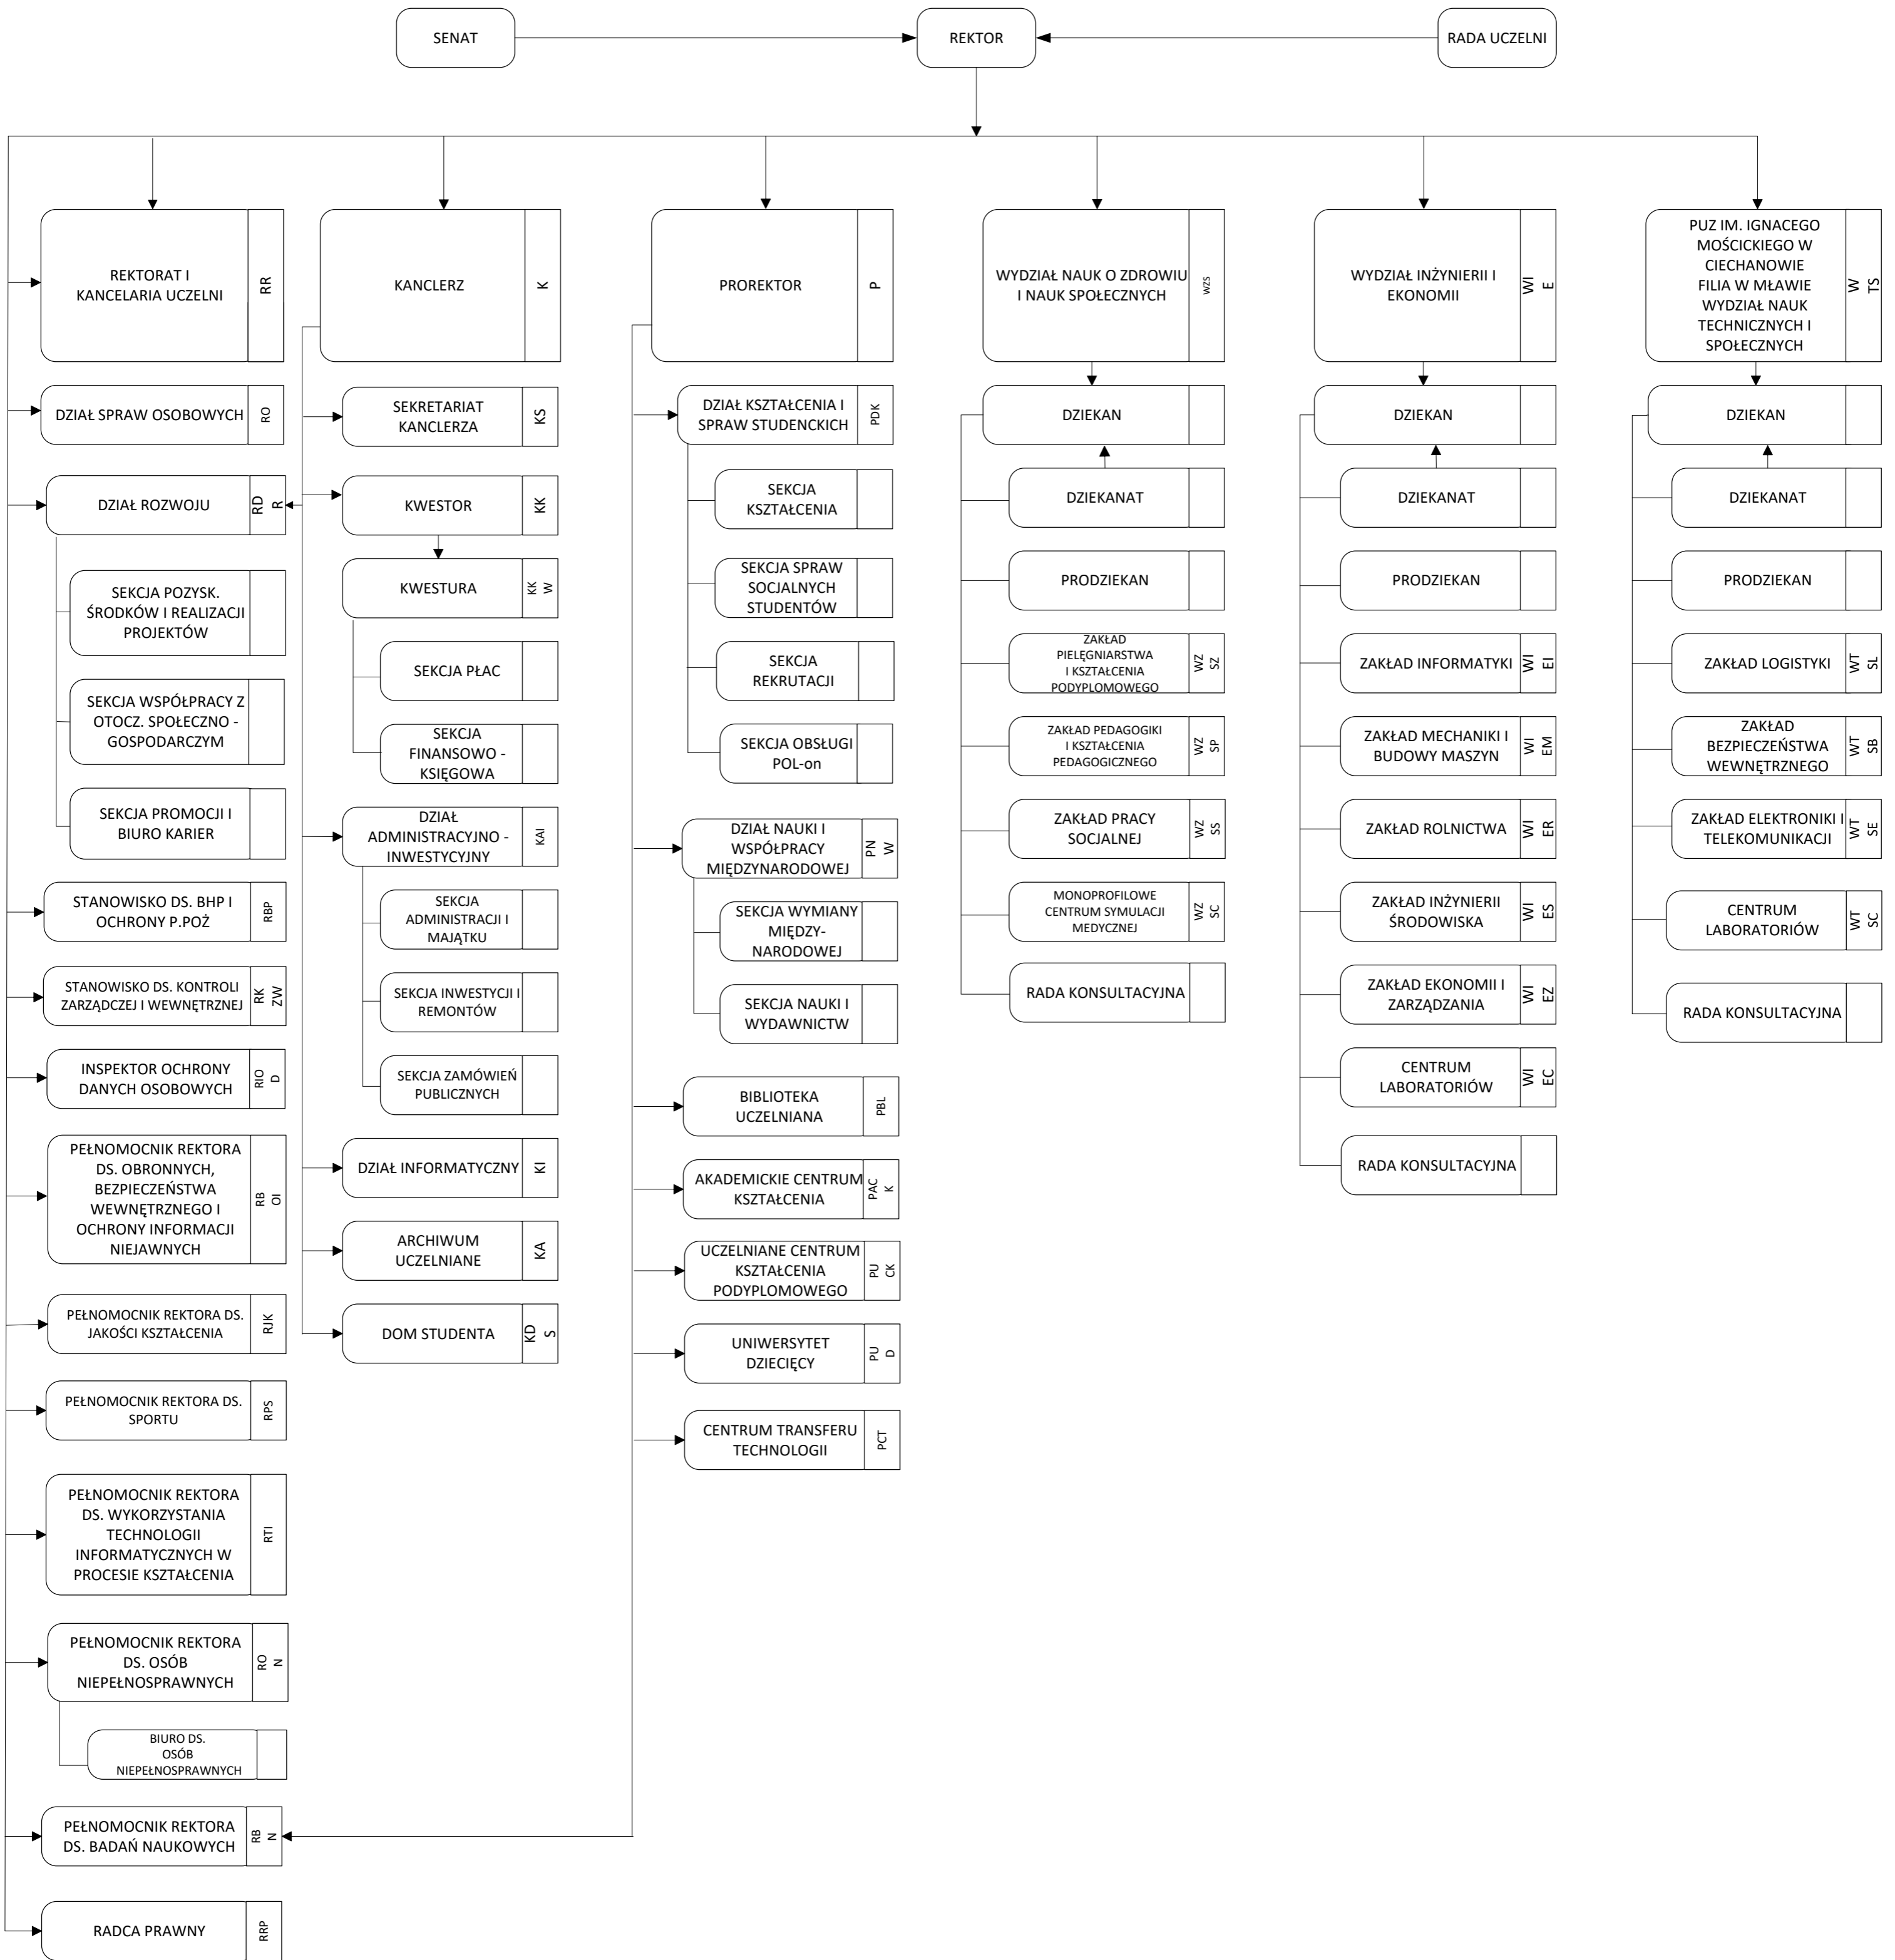 SENAT
REKTOR
RADA UCZELNI
REKTORAT I
KANCELARIA UCZELNI
RR
DZIAŁ SPRAW OSOBOWYCH
RO
DZIAŁ ROZWOJU
RD
R
SEKCJA POZYSK.
ŚRODKÓW I REALIZACJI
PROJEKTÓW
SEKCJA WSPÓŁPRACY Z
OTOCZ. SPOŁECZNO -
GOSPODARCZYM
SEKCJA PROMOCJI I
BIURO KARIER
STANOWISKO DS. BHP I
OCHRONY P.POŻ
RBP
STANOWISKO DS. KONTROLI
ZARZĄDCZEJ I WEWNĘTRZNEJ
RK
ZW
INSPEKTOR OCHRONY
DANYCH OSOBOWYCH
RIO
D
PEŁNOMOCNIK REKTORA
DS. OBRONNYCH,
BEZPIECZEŃSTWA
WEWNĘTRZNEGO I
OCHRONY INFORMACJI
NIEJAWNYCH
RB
OI
PEŁNOMOCNIK REKTORA DS.
JAKOŚCI KSZTAŁCENIA
RJK
PEŁNOMOCNIK REKTORA DS.
SPORTU
RPS
PEŁNOMOCNIK REKTORA
DS. WYKORZYSTANIA
TECHNOLOGII
INFORMATYCZNYCH W
PROCESIE KSZTAŁCENIA
RTI
PEŁNOMOCNIK REKTORA
DS. OSÓB
NIEPEŁNOSPRAWNYCH
RO
N
BIURO DS.
OSÓB
NIEPEŁNOSPRAWNYCH
PEŁNOMOCNIK REKTORA
DS. BADAŃ NAUKOWYCH
RB
N
RADCA PRAWNY
RRP
KANCLERZ
K
SEKRETARIAT
KANCLERZA
KS
KWESTOR
KK
KWESTURA
KK
W
SEKCJA PŁAC
SEKCJA
FINANSOWO -
KSIĘGOWA
DZIAŁ
ADMINISTRACYJNO -
INWESTYCYJNY
KAI
SEKCJA
ADMINISTRACJI I
MAJĄTKU
SEKCJA INWESTYCJI I
REMONTÓW
SEKCJA ZAMÓWIEŃ
PUBLICZNYCH
DZIAŁ INFORMATYCZNY
KI
ARCHIWUM
UCZELNIANE
KA
DOM STUDENTA
KD
S
PROREKTOR
P
DZIAŁ KSZTAŁCENIA I
SPRAW STUDENCKICH
PDK
SEKCJA
KSZTAŁCENIA
SEKCJA SPRAW
SOCJALNYCH
STUDENTÓW
SEKCJA
REKRUTACJI
SEKCJA OBSŁUGI
POL-on
DZIAŁ NAUKI I
WSPÓŁPRACY
MIĘDZYNARODOWEJ
PN
W
SEKCJA WYMIANY
MIĘDZY-
NARODOWEJ
SEKCJA NAUKI I
WYDAWNICTW
BIBLIOTEKA
UCZELNIANA
PBL
AKADEMICKIE CENTRUM
KSZTAŁCENIA
PAC
K
UCZELNIANE CENTRUM
KSZTAŁCENIA
PODYPLOMOWEGO
PU
CK
UNIWERSYTET
DZIECIĘCY
PU
D
CENTRUM TRANSFERU
TECHNOLOGII
PCT
WYDZIAŁ NAUK O ZDROWIU
I NAUK SPOŁECZNYCH
WZS
DZIEKAN
DZIEKANAT
PRODZIEKAN
ZAKŁAD
PIELĘGNIARSTWA
I KSZTAŁCENIA
PODYPLOMOWEGO
WZ
SZ
ZAKŁAD PEDAGOGIKI
I KSZTAŁCENIA
PEDAGOGICZNEGO
WZ
SP
ZAKŁAD PRACY
SOCJALNEJ
WZ
SS
MONOPROFILOWE
CENTRUM SYMULACJI
MEDYCZNEJ
WZ
SC
RADA KONSULTACYJNA
WYDZIAŁ INŻYNIERII I
EKONOMII
WI
E
DZIEKAN
DZIEKANAT
PRODZIEKAN
ZAKŁAD INFORMATYKI
WI
EI
ZAKŁAD MECHANIKI I
BUDOWY MASZYN
WI
EM
ZAKŁAD ROLNICTWA
WI
ER
ZAKŁAD INŻYNIERII
ŚRODOWISKA
WI
ES
ZAKŁAD EKONOMII I
ZARZĄDZANIA
WI
EZ
CENTRUM
LABORATORIÓW
WI
EC
RADA KONSULTACYJNA
PUZ IM. IGNACEGO
MOŚCICKIEGO W
CIECHANOWIE
FILIA W MŁAWIE
WYDZIAŁ NAUK
TECHNICZNYCH I
SPOŁECZNYCH
W
TS
DZIEKAN
DZIEKANAT
PRODZIEKAN
ZAKŁAD LOGISTYKI
WT
SL
ZAKŁAD
BEZPIECZEŃSTWA
WEWNĘTRZNEGO
WT
SB
ZAKŁAD ELEKTRONIKI I
TELEKOMUNIKACJI
WT
SE
CENTRUM
LABORATORIÓW
WT
SC
RADA KONSULTACYJNA